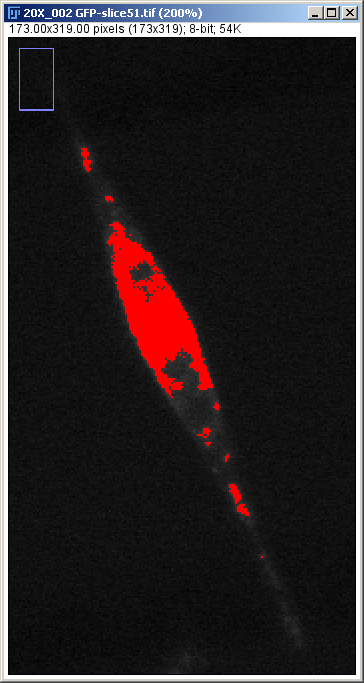 20X_002 GFP-slice51.tif (200%)
173.00x319.00 pixels (173x319); 8-bit; 54K